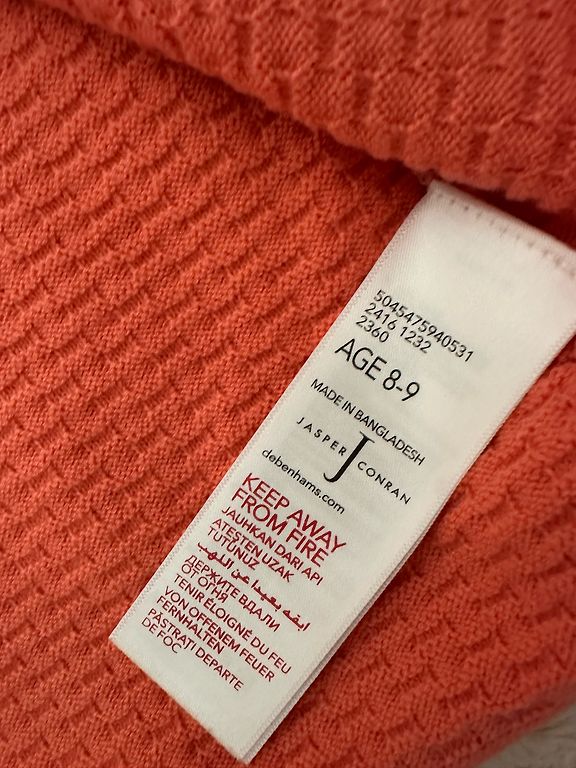 5045475940531
2416 1232
2360
AGE 8-9
MADE IN BANGLADESH
JASPER J CONRAN
debenhams.com
KEEP AWAY
FROM FIRE
JAUHKAN DARI API
ATEŞTEN UZAK
TUTUNUZ
ابقه بعيدا عن اللهب
ДЕРЖИТЕ ВДАЛИ
ОТ ОГНЯ
TENIR ÉLOIGNÉ DU FEU
VON OFFENEM FEUER
FERNHALTEN
PĂSTRATI DEPARTE
DE FOC